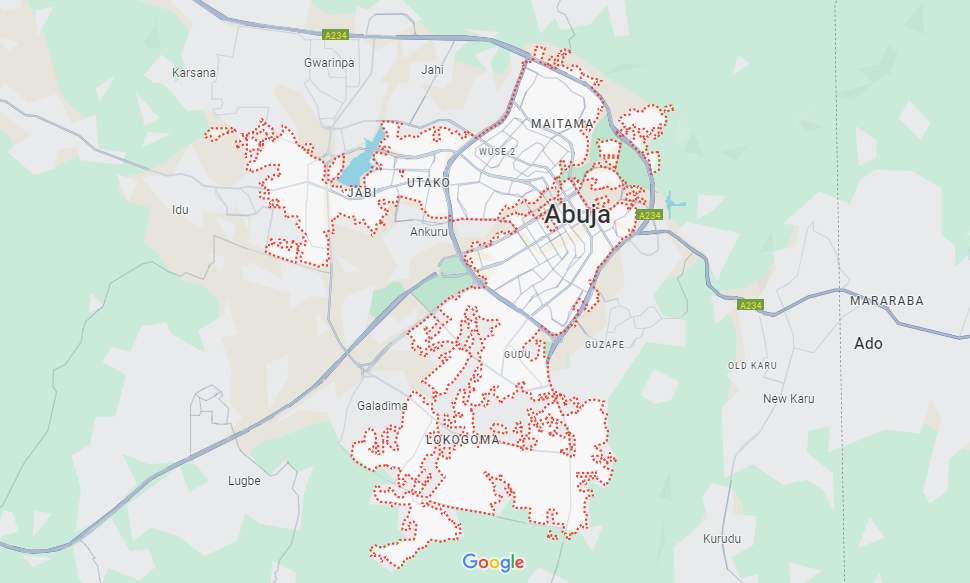 A234
Gwarinpa
Jahi
Karsana
MAITAMA
WUSE 2
UTAKO
JABI
Idu
Abuja
A234
Ankuru
MARARABA
A234
Ado
GUZAPE
GUDU
OLD KARU
New Karu
Galadima
LOKOGOMA
Lugbe
Kurudu
Google